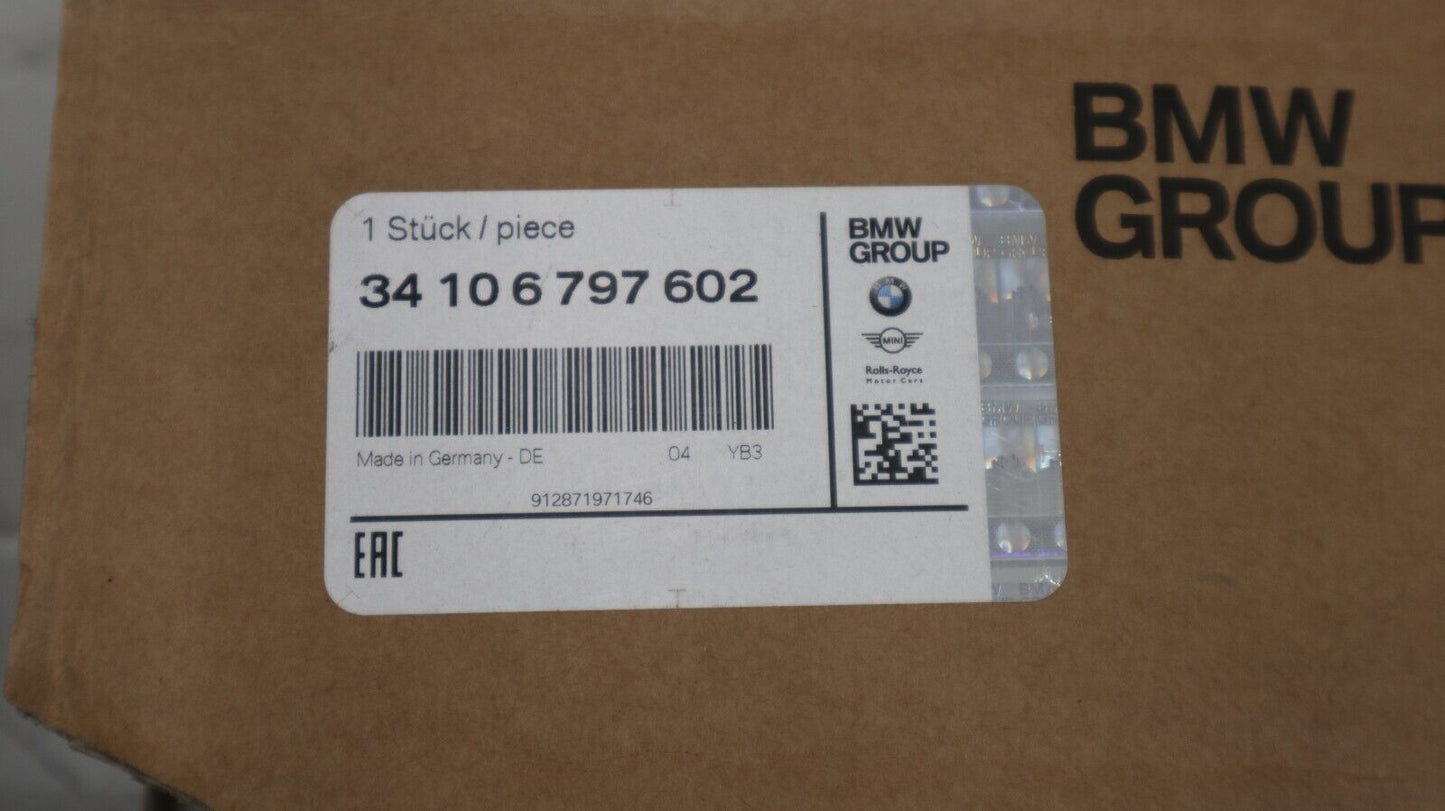 BMW
GROUP
1 Stück / piece
34 10 6 797 602
BMW
GROUP
BMW
MINI
Rolls-Royce
Motor Cars
Made in Germany - DE 04 YB3
912871971746
EAC